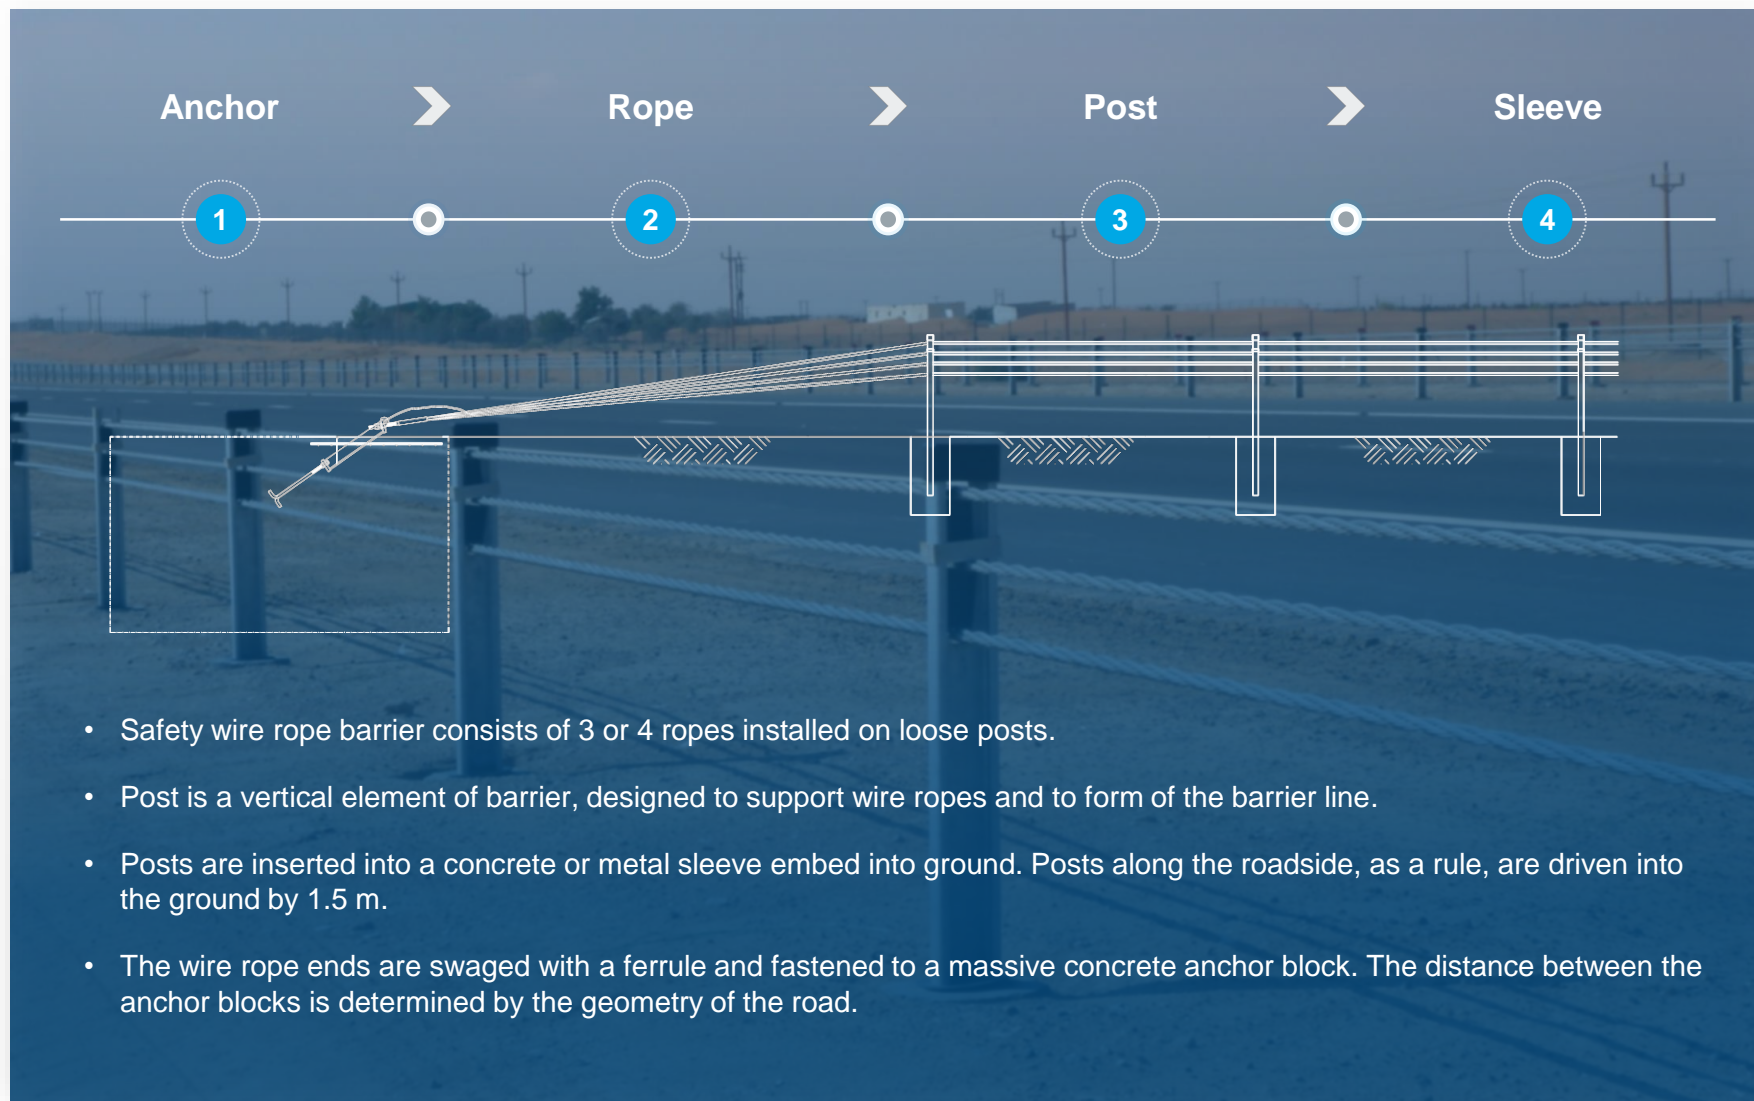 Anchor
Rope
Post
Sleeve
1
2
3
4
• Safety wire rope barrier consists of 3 or 4 ropes installed on loose posts.
• Post is a vertical element of barrier, designed to support wire ropes and to form of the barrier line.
• Posts are inserted into a concrete or metal sleeve embed into ground. Posts along the roadside, as a rule, are driven into
the ground by 1.5 m.
• The wire rope ends are swaged with a ferrule and fastened to a massive concrete anchor block. The distance between the
anchor blocks is determined by the geometry of the road.